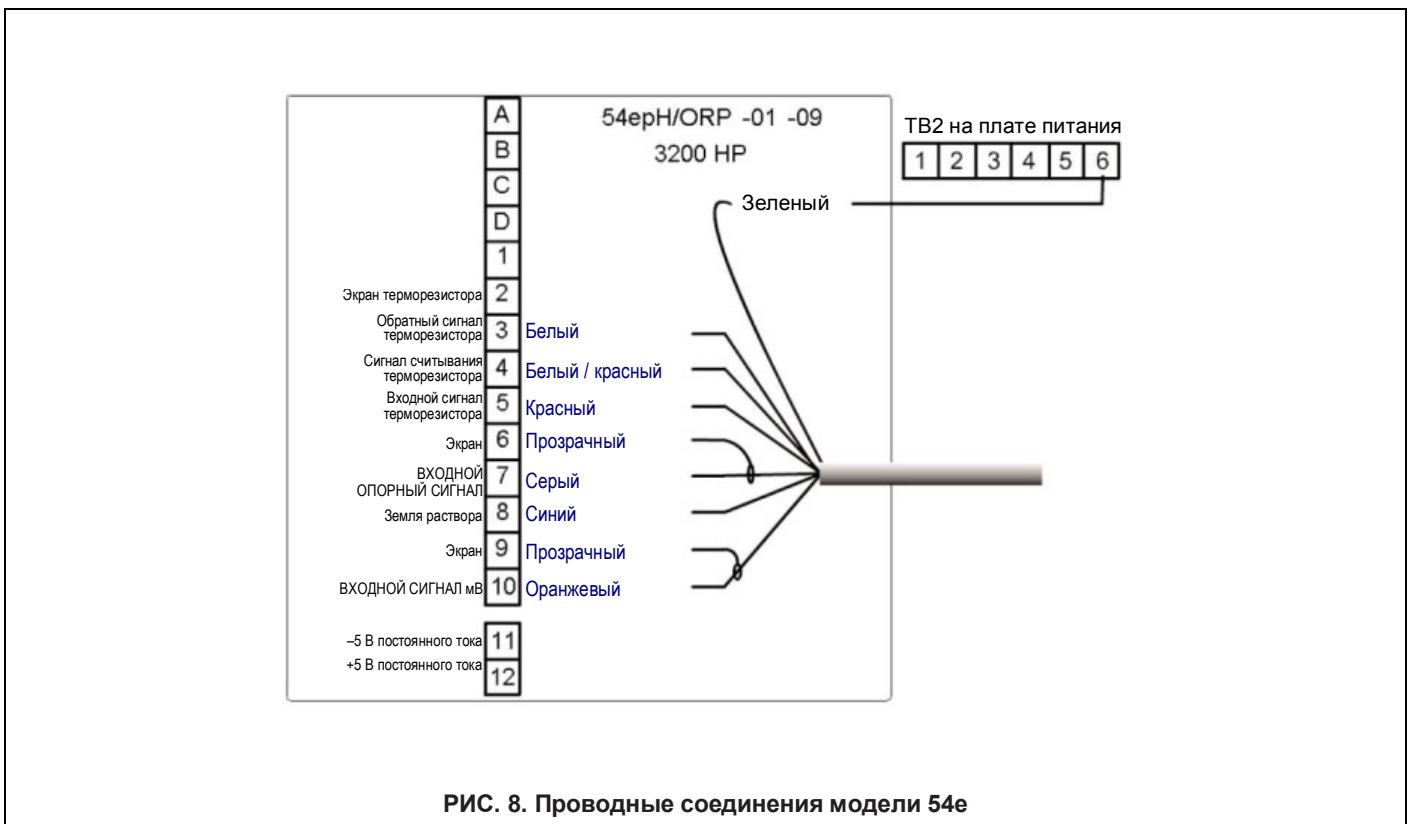 A
B
C
D
1
54epH/ORP -01 -09
3200 HP
ТВ2 на плате питания
1 2 3 4 5 6
Зеленый
Экран терморезистора 2
Обратный сигнал
терморезистора 3 Белый
Сигнал считывания
терморезистора 4 Белый / красный
Входной сигнал
терморезистора 5 Красный
Экран 6 Прозрачный
ВХОДНОЙ
ОПОРНЫЙ СИГНАЛ 7 Серый
Земля раствора 8 Синий
Экран 9 Прозрачный
ВХОДНОЙ СИГНАЛ мВ 10 Оранжевый
–5 В постоянного тока 11
+5 В постоянного тока 12
РИС. 8. Проводные соединения модели 54е